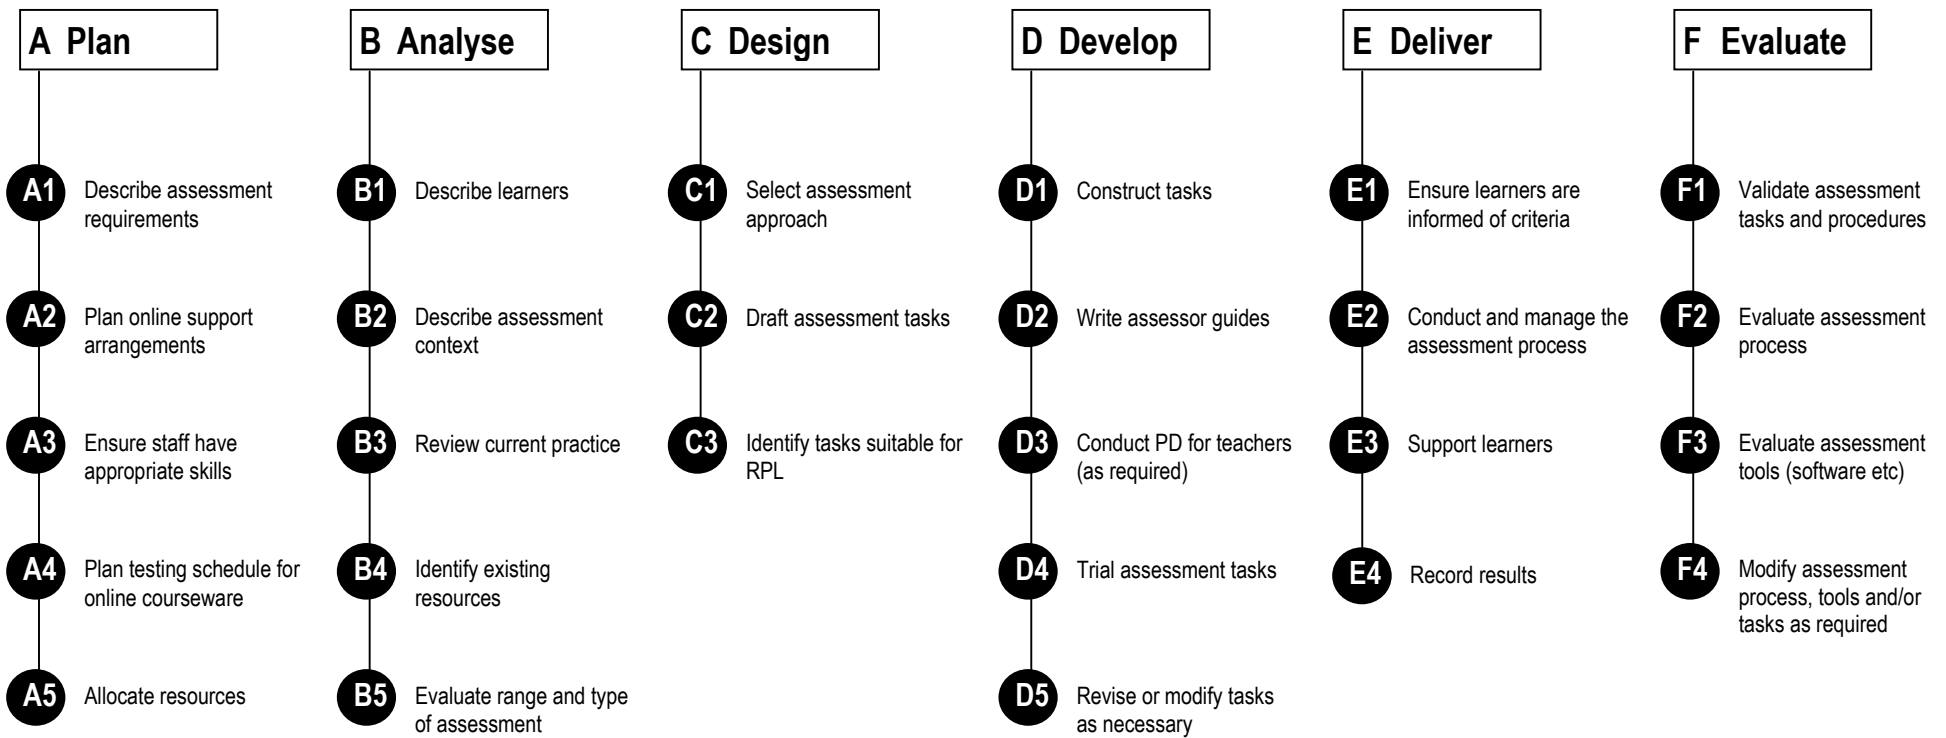 A Plan
A1 Describe assessment
requirements
A2 Plan online support
arrangements
A3 Ensure staff have
appropriate skills
A4 Plan testing schedule for
online courseware
A5 Allocate resources
B Analyse
B1 Describe learners
B2 Describe assessment
context
B3 Review current practice
B4 Identify existing
resources
B5 Evaluate range and type
of assessment
C Design
C1 Select assessment
approach
C2 Draft assessment tasks
C3 Identify tasks suitable for
RPL
D Develop
D1 Construct tasks
D2 Write assessor guides
D3 Conduct PD for teachers
(as required)
D4 Trial assessment tasks
D5 Revise or modify tasks
as necessary
E Deliver
E1 Ensure learners are
informed of criteria
E2 Conduct and manage the
assessment process
E3 Support learners
E4 Record results
F Evaluate
F1 Validate assessment
tasks and procedures
F2 Evaluate assessment
process
F3 Evaluate assessment
tools (software etc)
F4 Modify assessment
process, tools and/or
tasks as required